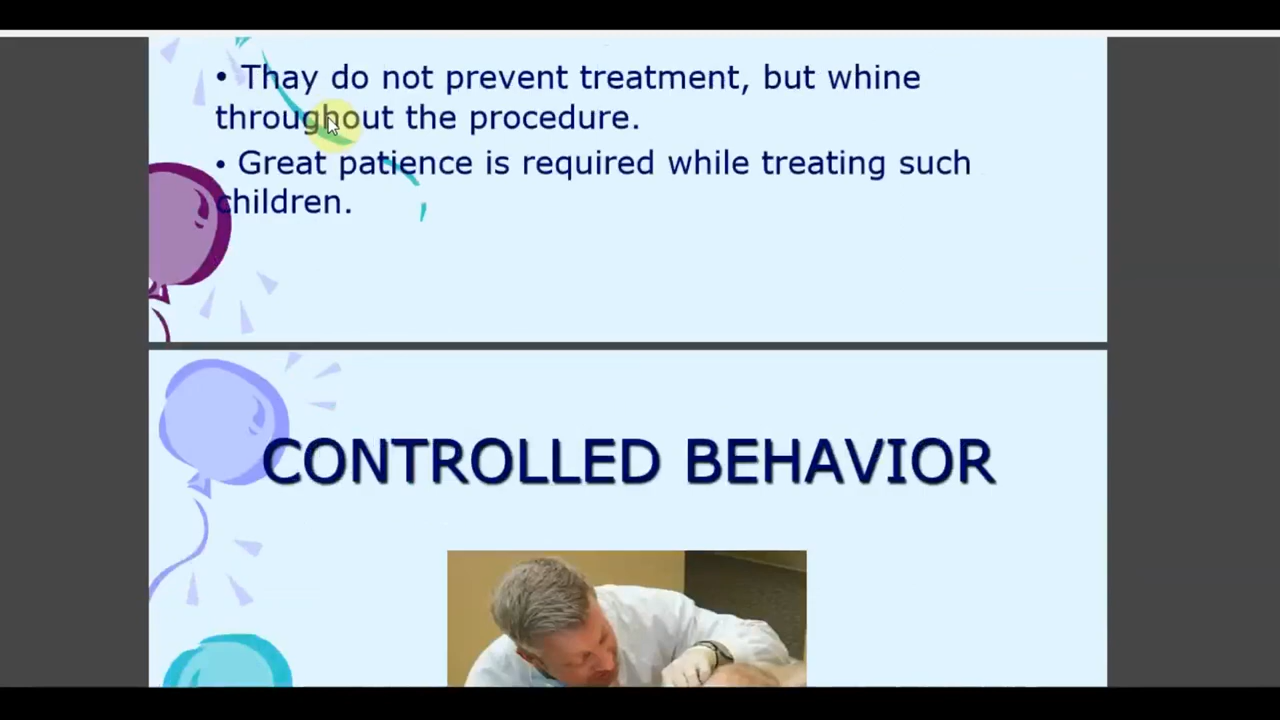 • Thay do not prevent treatment, but whine
throughout the procedure.
• Great patience is required while treating such
children.
CONTROLLED BEHAVIOR